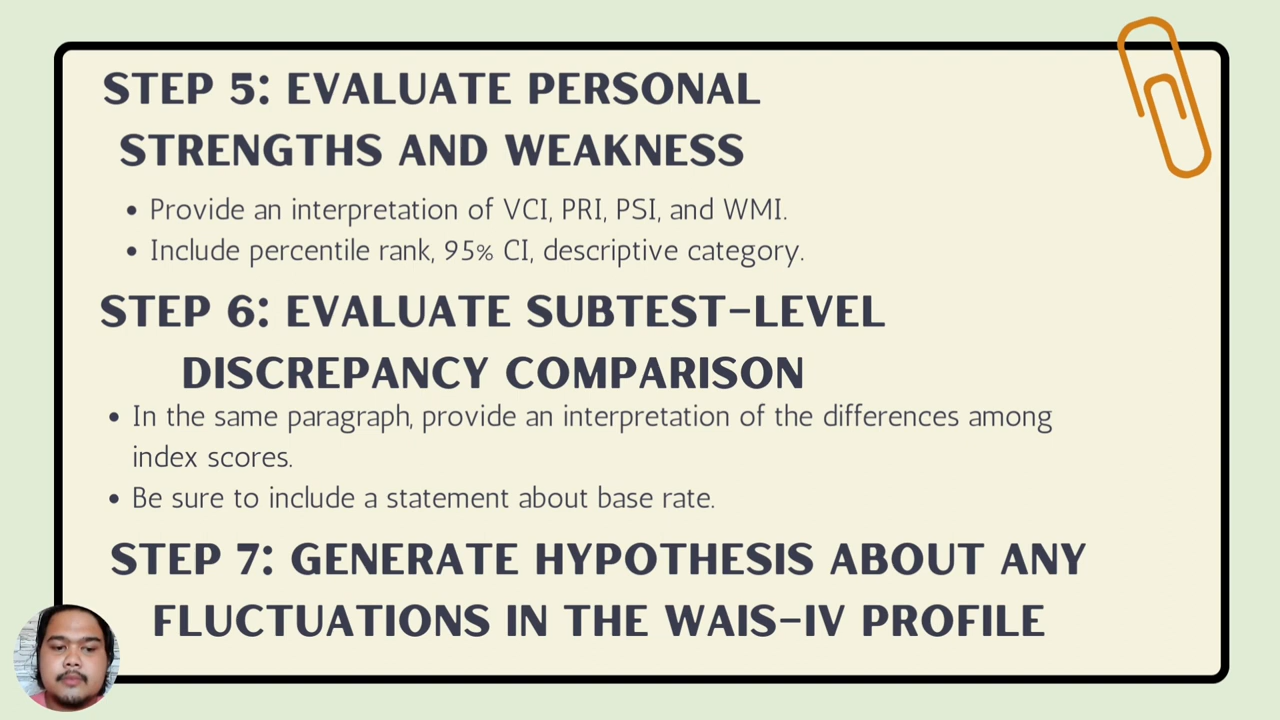 STEP 5: EVALUATE PERSONAL
STRENGTHS AND WEAKNESS
• Provide an interpretation of VCI, PRI, PSI, and WMI.
• Include percentile rank, 95% CI, descriptive category.
STEP 6: EVALUATE SUBTEST-LEVEL
DISCREPANCY COMPARISON
• In the same paragraph, provide an interpretation of the differences among
index scores.
• Be sure to include a statement about base rate.
STEP 7: GENERATE HYPOTHESIS ABOUT ANY
FLUCTUATIONS IN THE WAIS-IV PROFILE